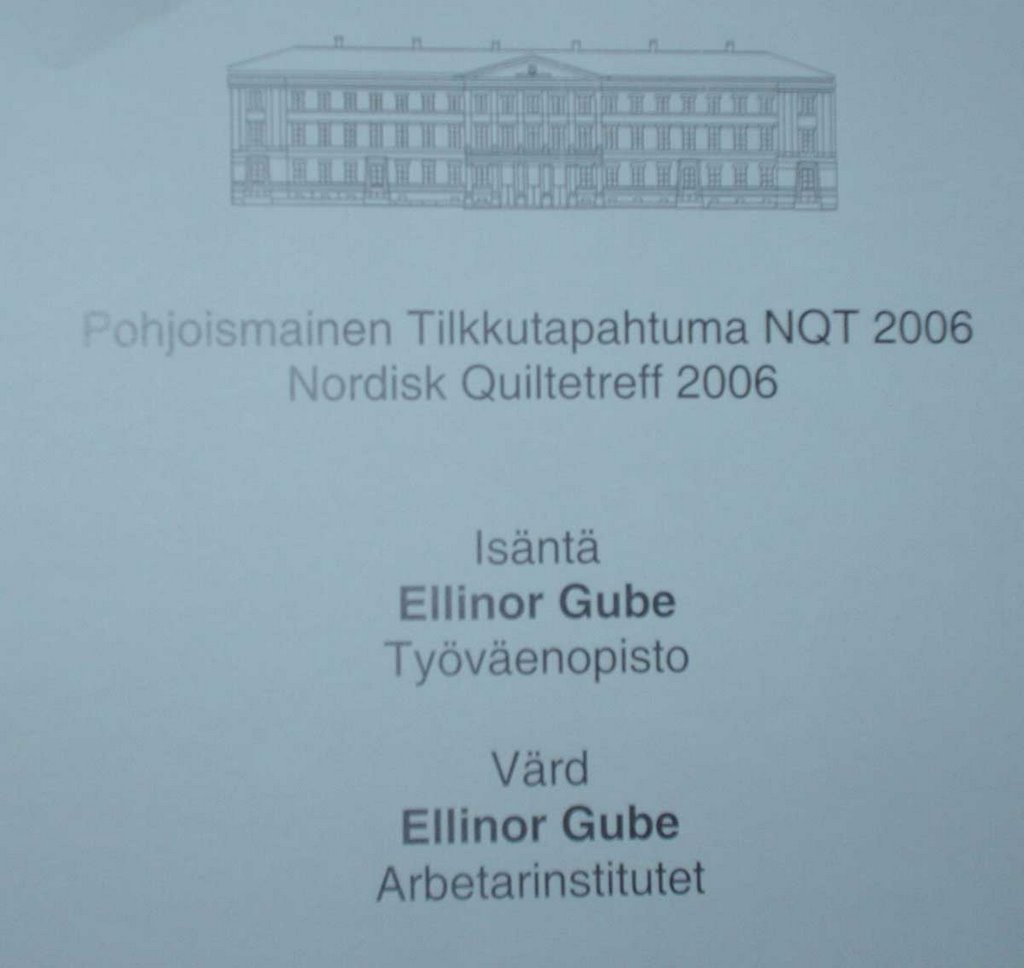 Pohjoismainen Tilkkutapahtuma NQT 2006
Nordisk Quiltetreff 2006
Isäntä
Ellinor Gube
Työväenopisto
Värd
Ellinor Gube
Arbetarinstitutet